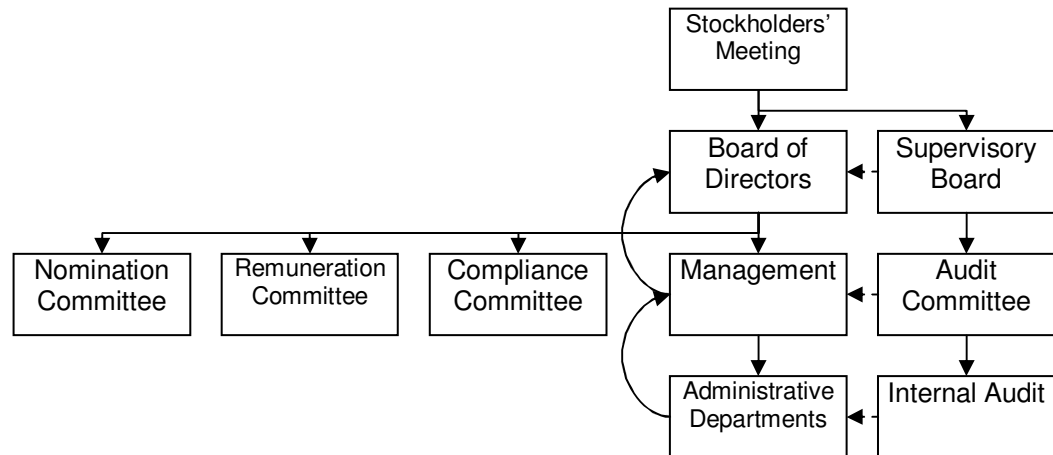 Stockholders’
Meeting
Board of
Directors
Supervisory
Board
Nomination
Committee
Remuneration
Committee
Compliance
Committee
Management
Audit
Committee
Administrative
Departments
Internal Audit